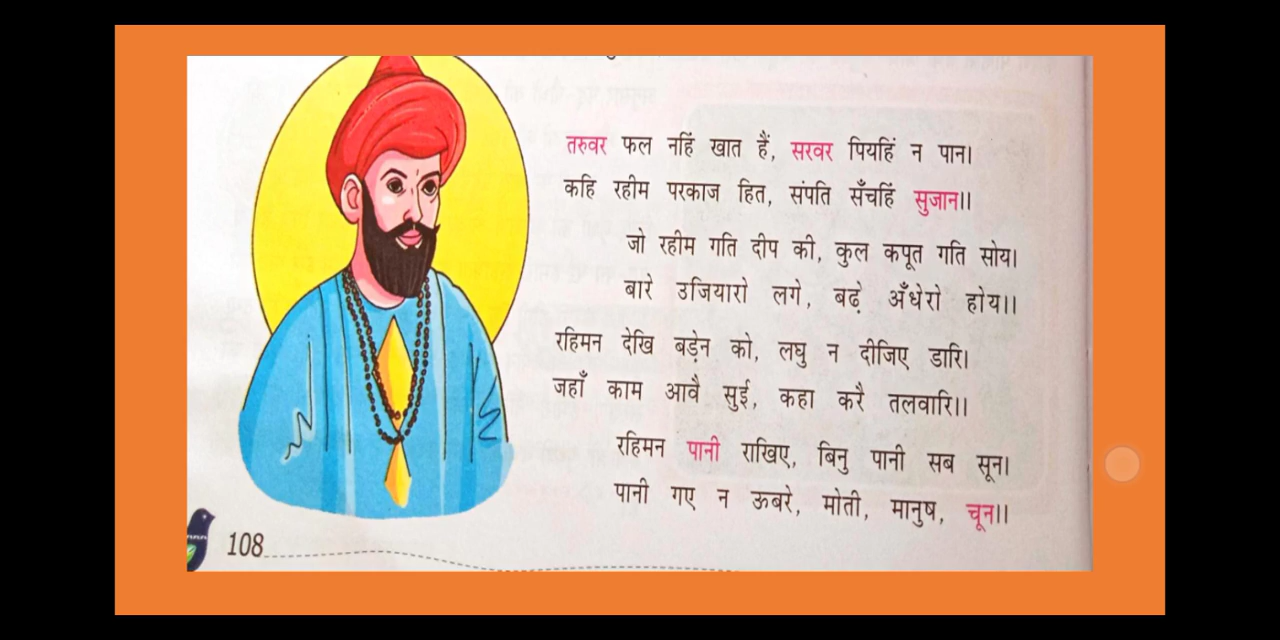 तरुवर फल नहिं खात हैं, सरवर पियहिं न पान।
कहि रहीम परकाज हित, संपति सँचहिं सुजान।।
जो रहीम गति दीप की, कुल कपूत गति सोय।
बारे उजियारो लगे, बढ़े अँधेरो होय।।
रहिमन देखि बड़ेन को, लघु न दीजिए डारि।
जहाँ काम आवै सुई, कहा करै तलवारि।।
रहिमन पानी राखिए, बिनु पानी सब सून।
पानी गए न ऊबरे, मोती, मानुष, चून।।
108